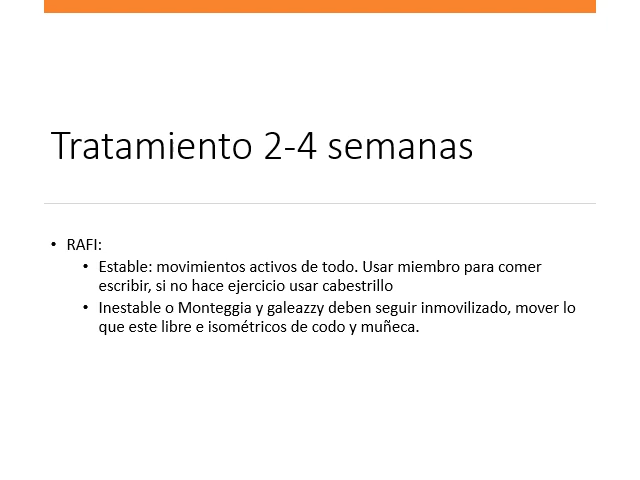 Tratamiento 2-4 semanas
• RAFI:
• Estable: movimientos activos de todo. Usar miembro para comer
escribir, si no hace ejercicio usar cabestrillo
• Inestable o Monteggia y galeazzy deben seguir inmovilizado, mover lo
que este libre e isométricos de codo y muñeca.